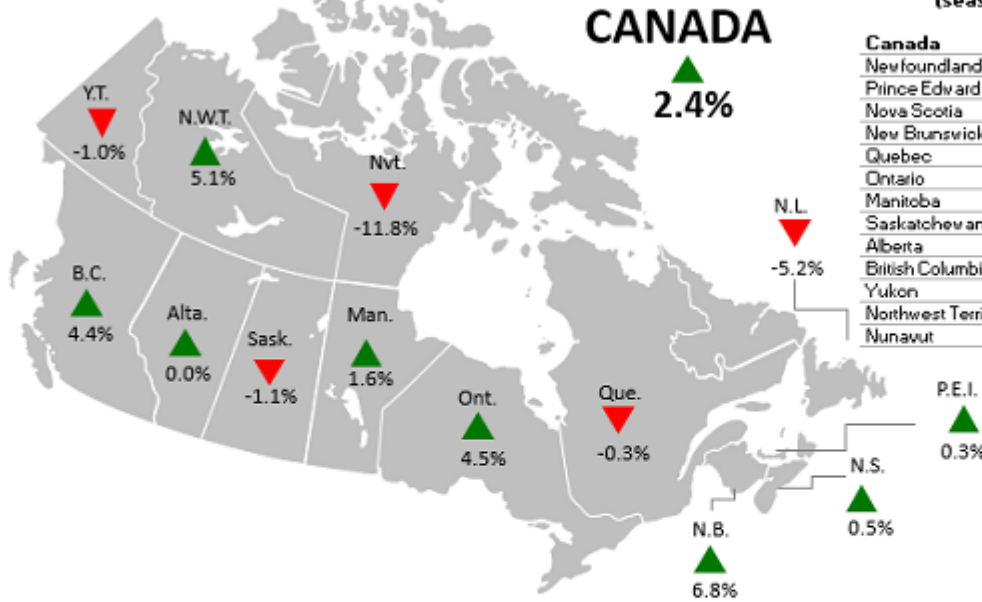 CANADA
2.4%
(seas
Canada
Newfoundland
Prince Edward
Nova Scotia
New Brunswick
Quebec
Ontario
Manitoba
Saskatchewan
Alberta
British Columbi
Yukon
Northwest Terri
Nunavut
Y.T.
-1.0%
N.W.T.
5.1%
Nvt.
-11.8%
N.L.
-5.2%
B.C.
4.4%
Alta.
0.0%
Sask.
-1.1%
Man.
1.6%
Ont.
4.5%
Que.
-0.3%
P.E.I.
0.3%
N.S.
0.5%
N.B.
6.8%